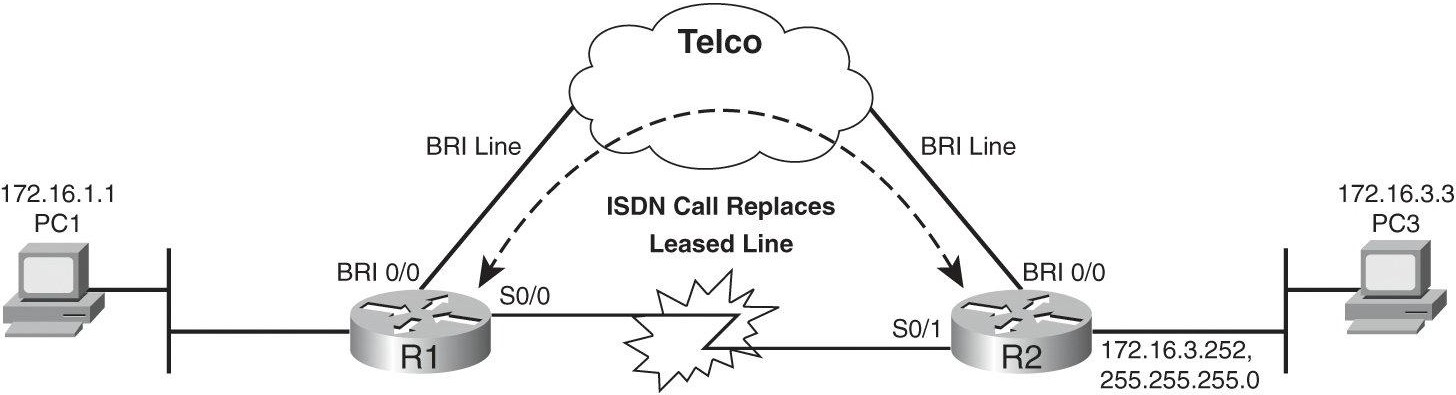 Telco
BRI Line
BRI Line
172.16.1.1
PC1
ISDN Call Replaces
Leased Line
172.16.3.3
PC3
BRI 0/0
S0/0
BRI 0/0
S0/1
R1
R2
172.16.3.252,
255.255.255.0